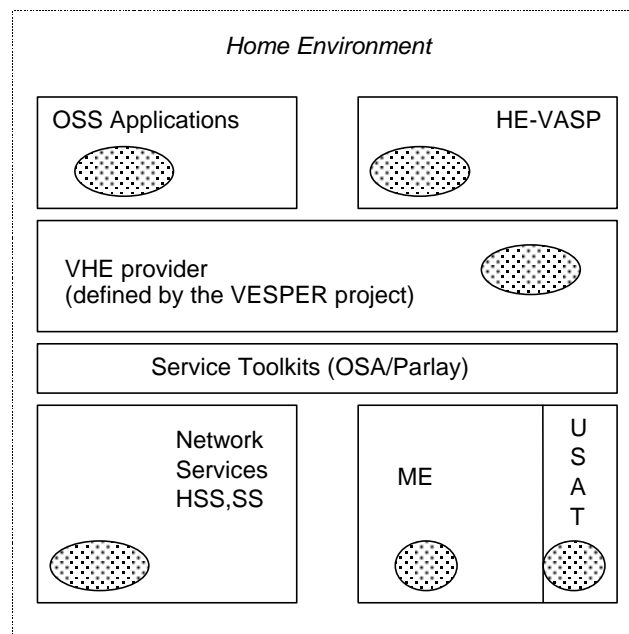 Home Environment
OSS Applications
HE-VASP
VHE provider
(defined by the VESPER project)
Service Toolkits (OSA/Parlay)
Network
Services
HSS,SS
ME
U
S
A
T